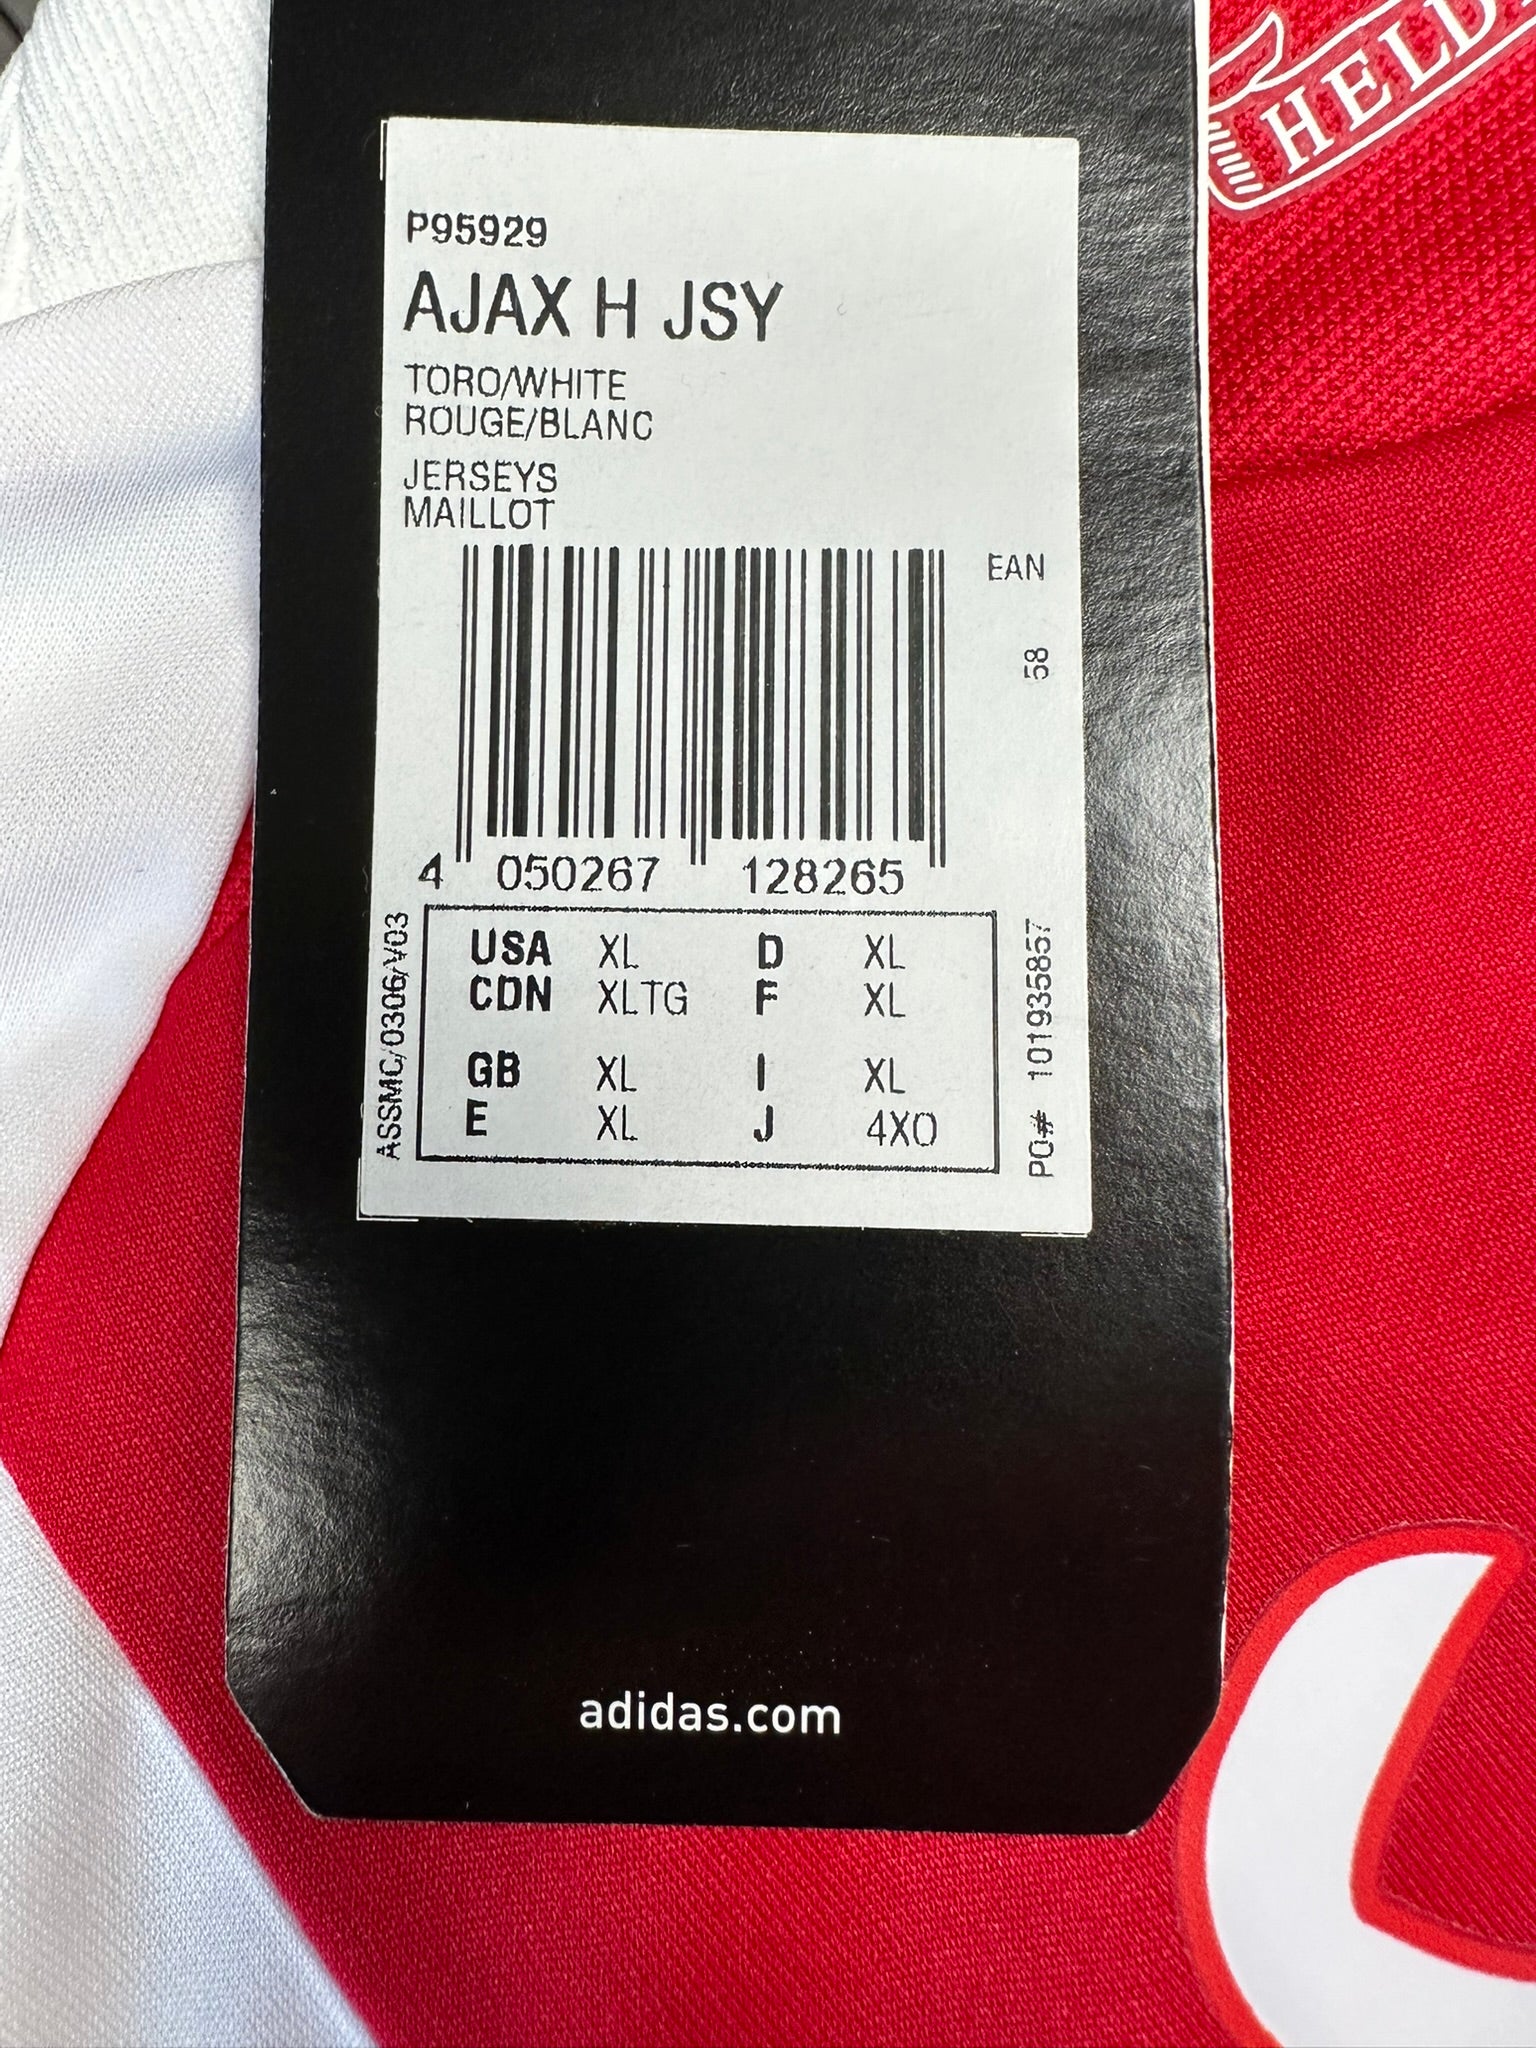 HELD
P95929
AJAX H JSY
TORO/WHITE
ROUGE/BLANC
JERSEYS
MAILLOT
EAN
58
4 050267 128265
USA XL D XL
CDN XLTG F XL
GB XL I XL
E XL J 4XO
ASSMC/0306/V03
PO# 101935857
adidas.com